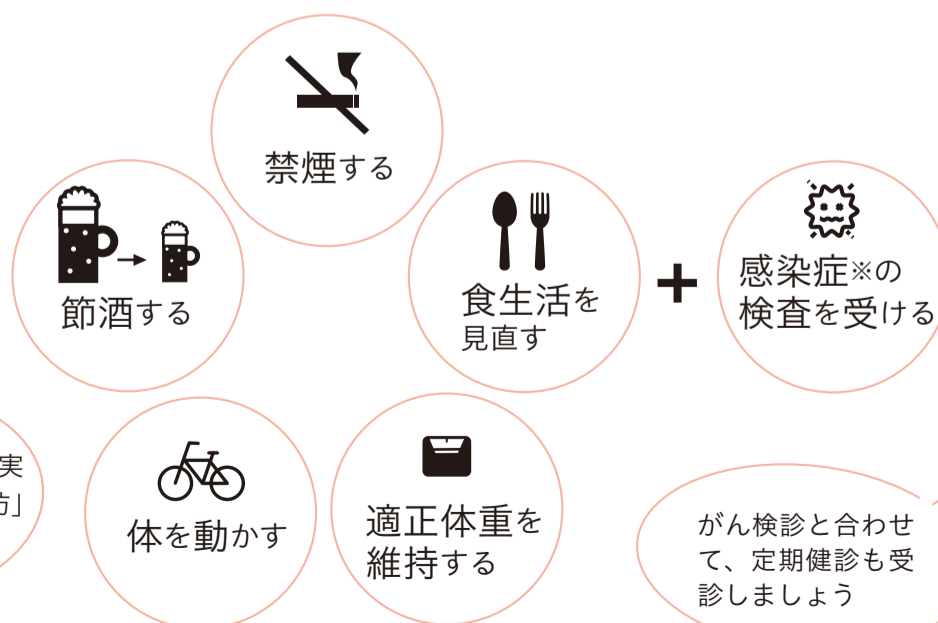 禁煙する
節酒する
食生活を
見直す
+
感染症※の
検査を受ける
実
防」
体を動かす
適正体重を
維持する
がん検診と合わせ
て、定期健診も受
診しましょう